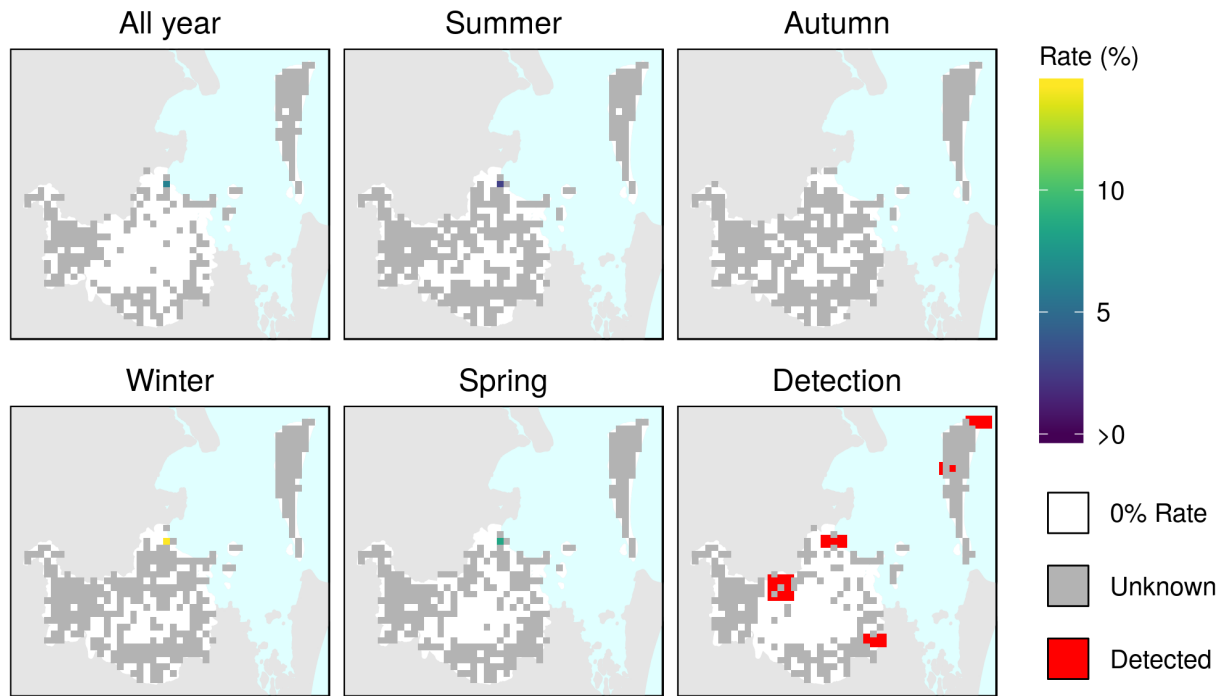 All year
Summer
Autumn
Winter
Spring
Detection
Rate (%)
10
5
>0
0% Rate
Unknown
Detected